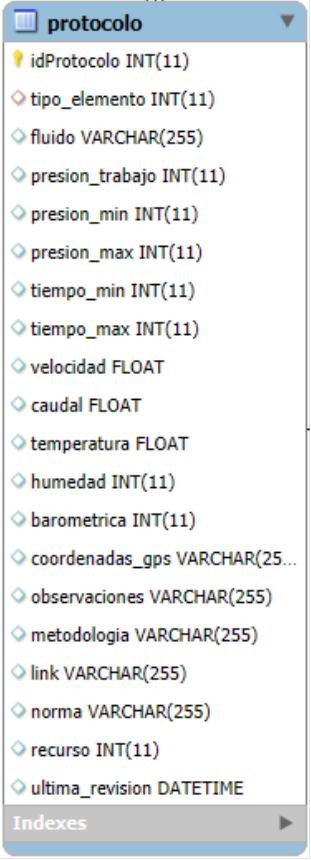 protocolo
idProtocolo INT(11)
tipo_elemento INT(11)
fluido VARCHAR(255)
presion_trabajo INT(11)
presion_min INT(11)
presion_max INT(11)
tiempo_min INT(11)
tiempo_max INT(11)
velocidad FLOAT
caudal FLOAT
temperatura FLOAT
humedad INT(11)
barometrica INT(11)
coordenadas_gps VARCHAR(25...
observaciones VARCHAR(255)
metodologia VARCHAR(255)
link VARCHAR(255)
norma VARCHAR(255)
recurso INT(11)
ultima_revision DATETIME
Indexes